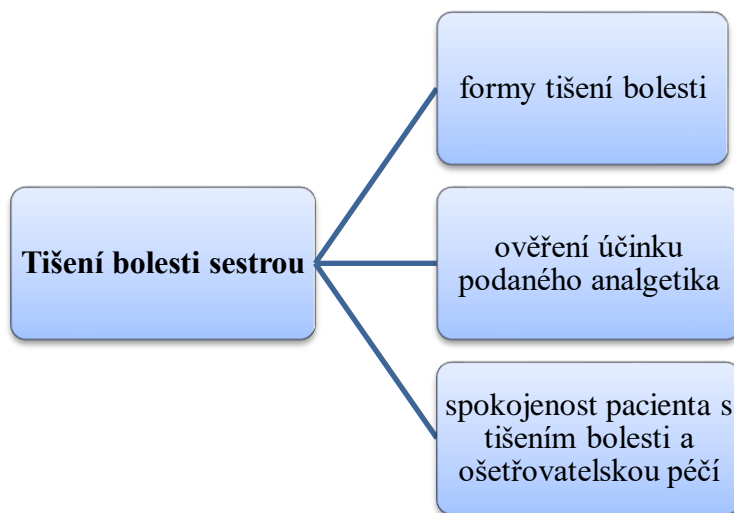 formy tišení bolesti
Tišení bolesti sestrou
ověření účinku
podaného analgetika
spokojenost pacienta s
tišením bolesti a
ošetřovatelskou péčí